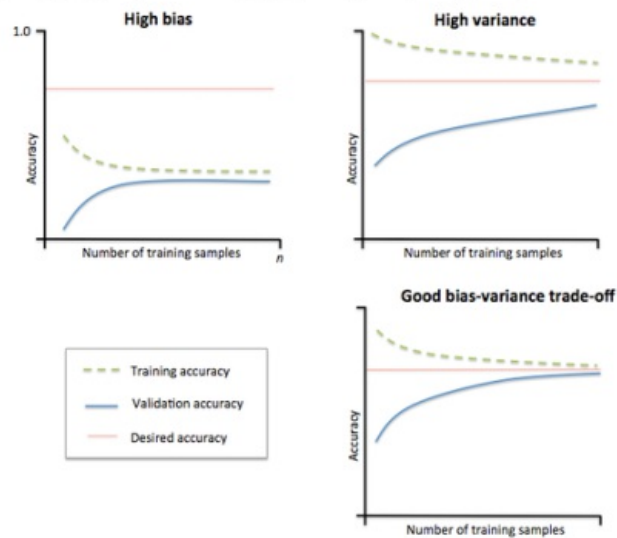 High bias
1.0
Accuracy
Number of training samples
n
High variance
Accuracy
Number of training samples
Good bias-variance trade-off
Accuracy
Number of training samples
Training accuracy
Validation accuracy
Desired accuracy